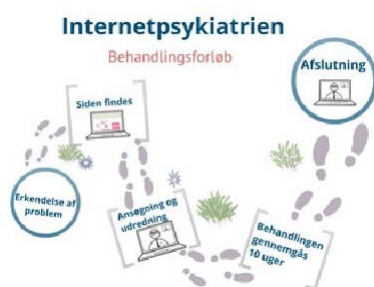 Internetpsykiatrien
Behandlingsforløb
Afslutning
Siden findes
Erkendelse af
problem
Ansøgning og
udredning
Behandlingen
gennemgås
10 uger